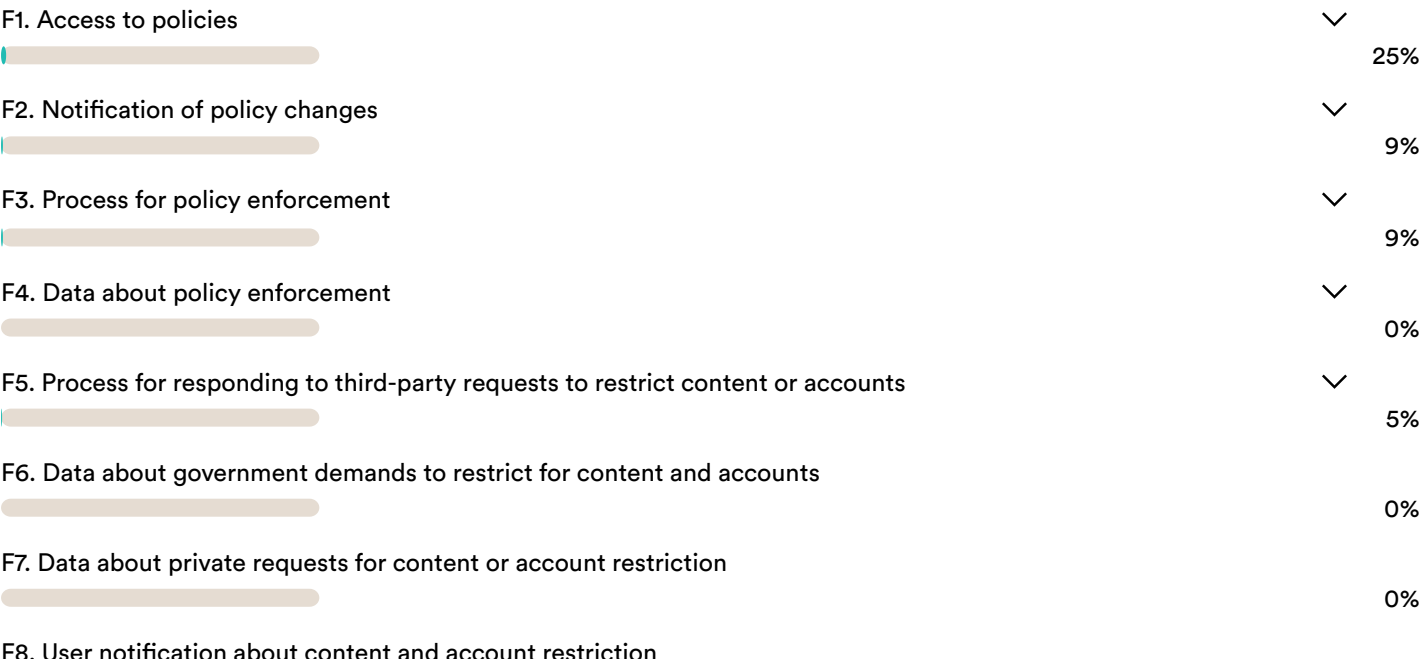 F1. Access to policies
25%
F2. Notification of policy changes
9%
F3. Process for policy enforcement
9%
F4. Data about policy enforcement
0%
F5. Process for responding to third-party requests to restrict content or accounts
5%
F6. Data about government demands to restrict for content and accounts
0%
F7. Data about private requests for content or account restriction
0%
F8. User notification about content and account restriction